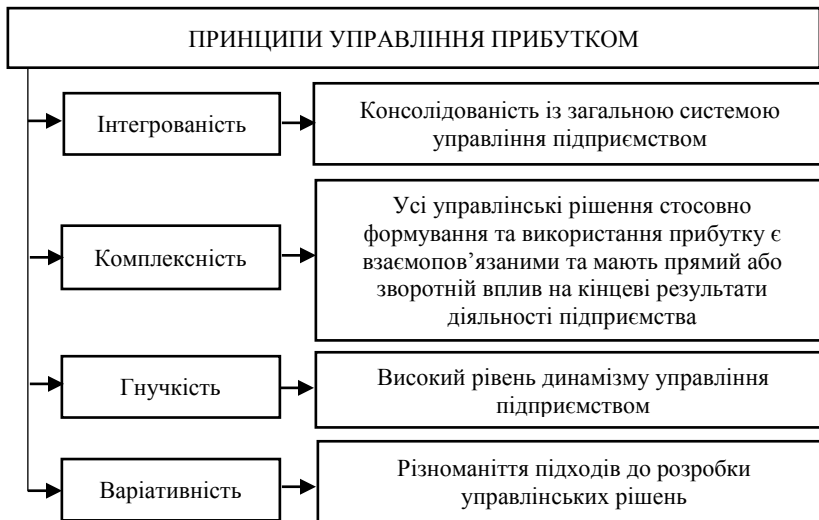 ПРИНЦИПИ УПРАВЛІННЯ ПРИБУТКОМ
Інтегрованість
Консолідованість із загальною системою
управління підприємством
Комплексність
Усі управлінські рішення стосовно
формування та використання прибутку є
взаємопов’язаними та мають прямий або
зворотній вплив на кінцеві результати
діяльності підприємства
Гнучкість
Високий рівень динамізму управління
підприємством
Варіативність
Різноманіття підходів до розробки
управлінських рішень